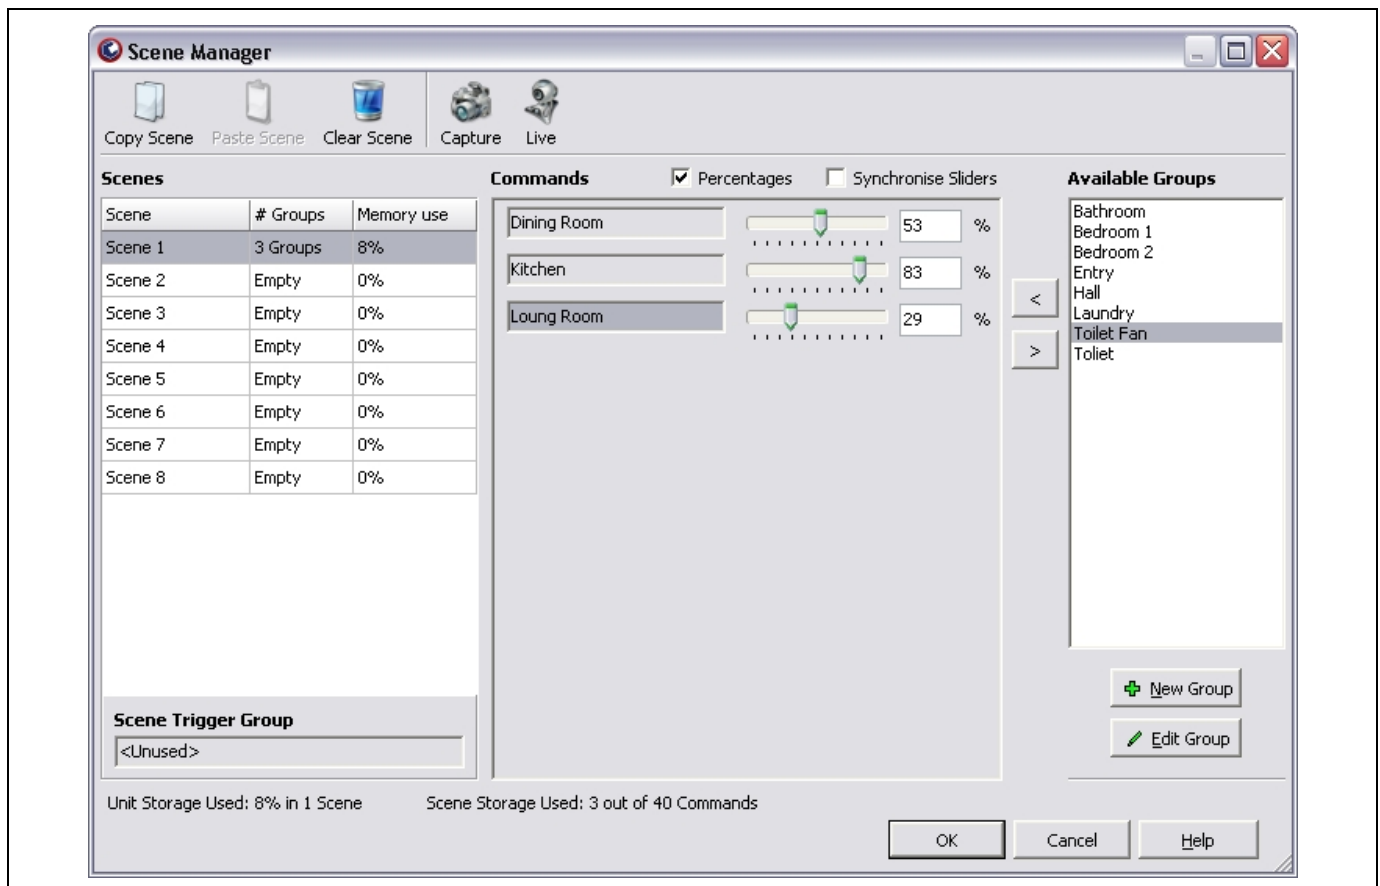 Scene Manager
Copy Scene Paste Scene Clear Scene Capture Live
Scenes
Scene # Groups Memory use
Scene 1 3 Groups 8%
Scene 2 Empty 0%
Scene 3 Empty 0%
Scene 4 Empty 0%
Scene 5 Empty 0%
Scene 6 Empty 0%
Scene 7 Empty 0%
Scene 8 Empty 0%
Scene Trigger Group
<Unused>
Commands Percentages Synchronise Sliders
Dining Room 53 %
Kitchen 83 %
Loung Room 29 %
<
>
Available Groups
Bathroom
Bedroom 1
Bedroom 2
Entry
Hall
Laundry
Toilet Fan
Toliet
New Group
Edit Group
Unit Storage Used: 8% in 1 Scene Scene Storage Used: 3 out of 40 Commands
OK Cancel Help